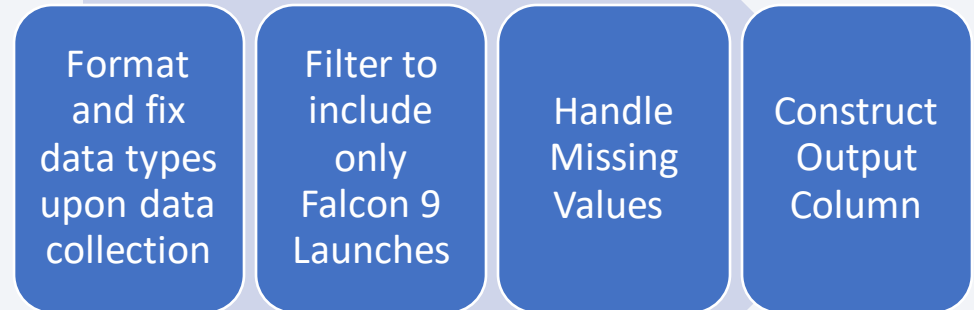 Format
and fix
data types
upon data
collection
Filter to
include
only
Falcon 9
Launches
Handle
Missing
Values
Construct
Output
Column